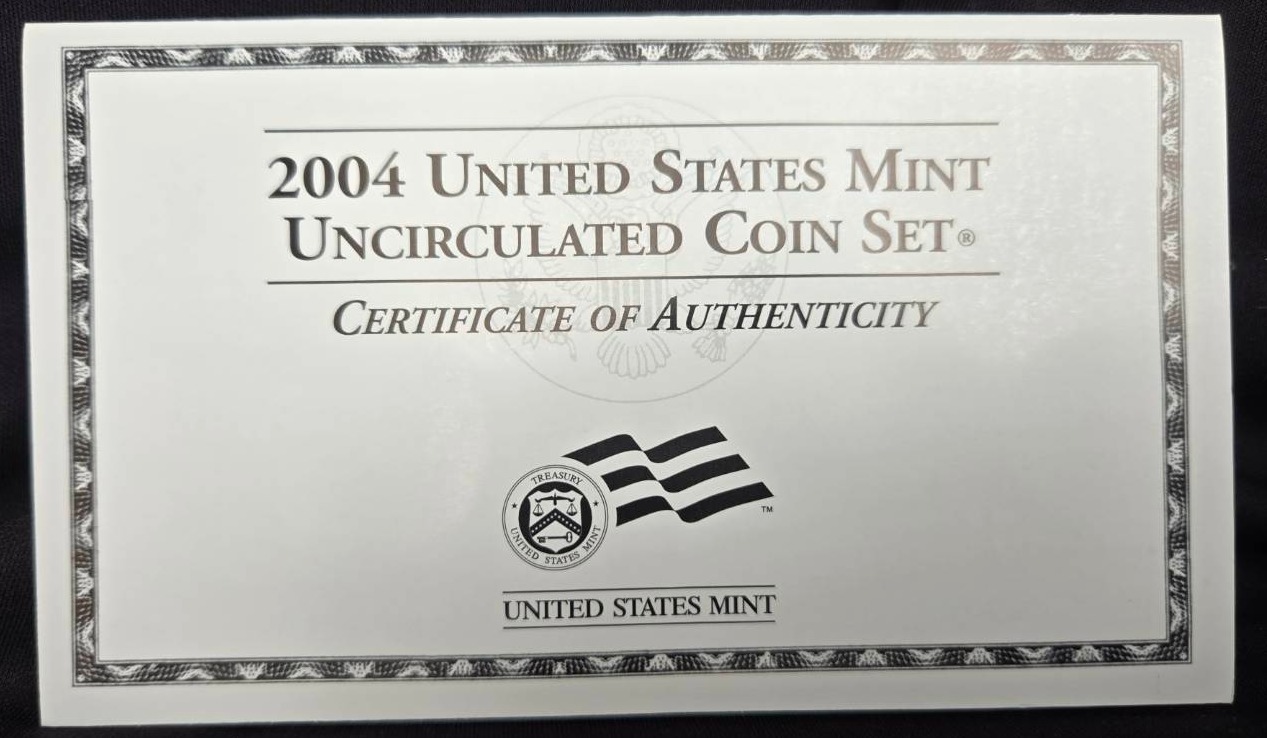 2004 UNITED STATES MINT
UNCIRCULATED COIN SET®
CERTIFICATE OF AUTHENTICITY
TREASURY
UNITED STATES MINT
™
UNITED STATES MINT